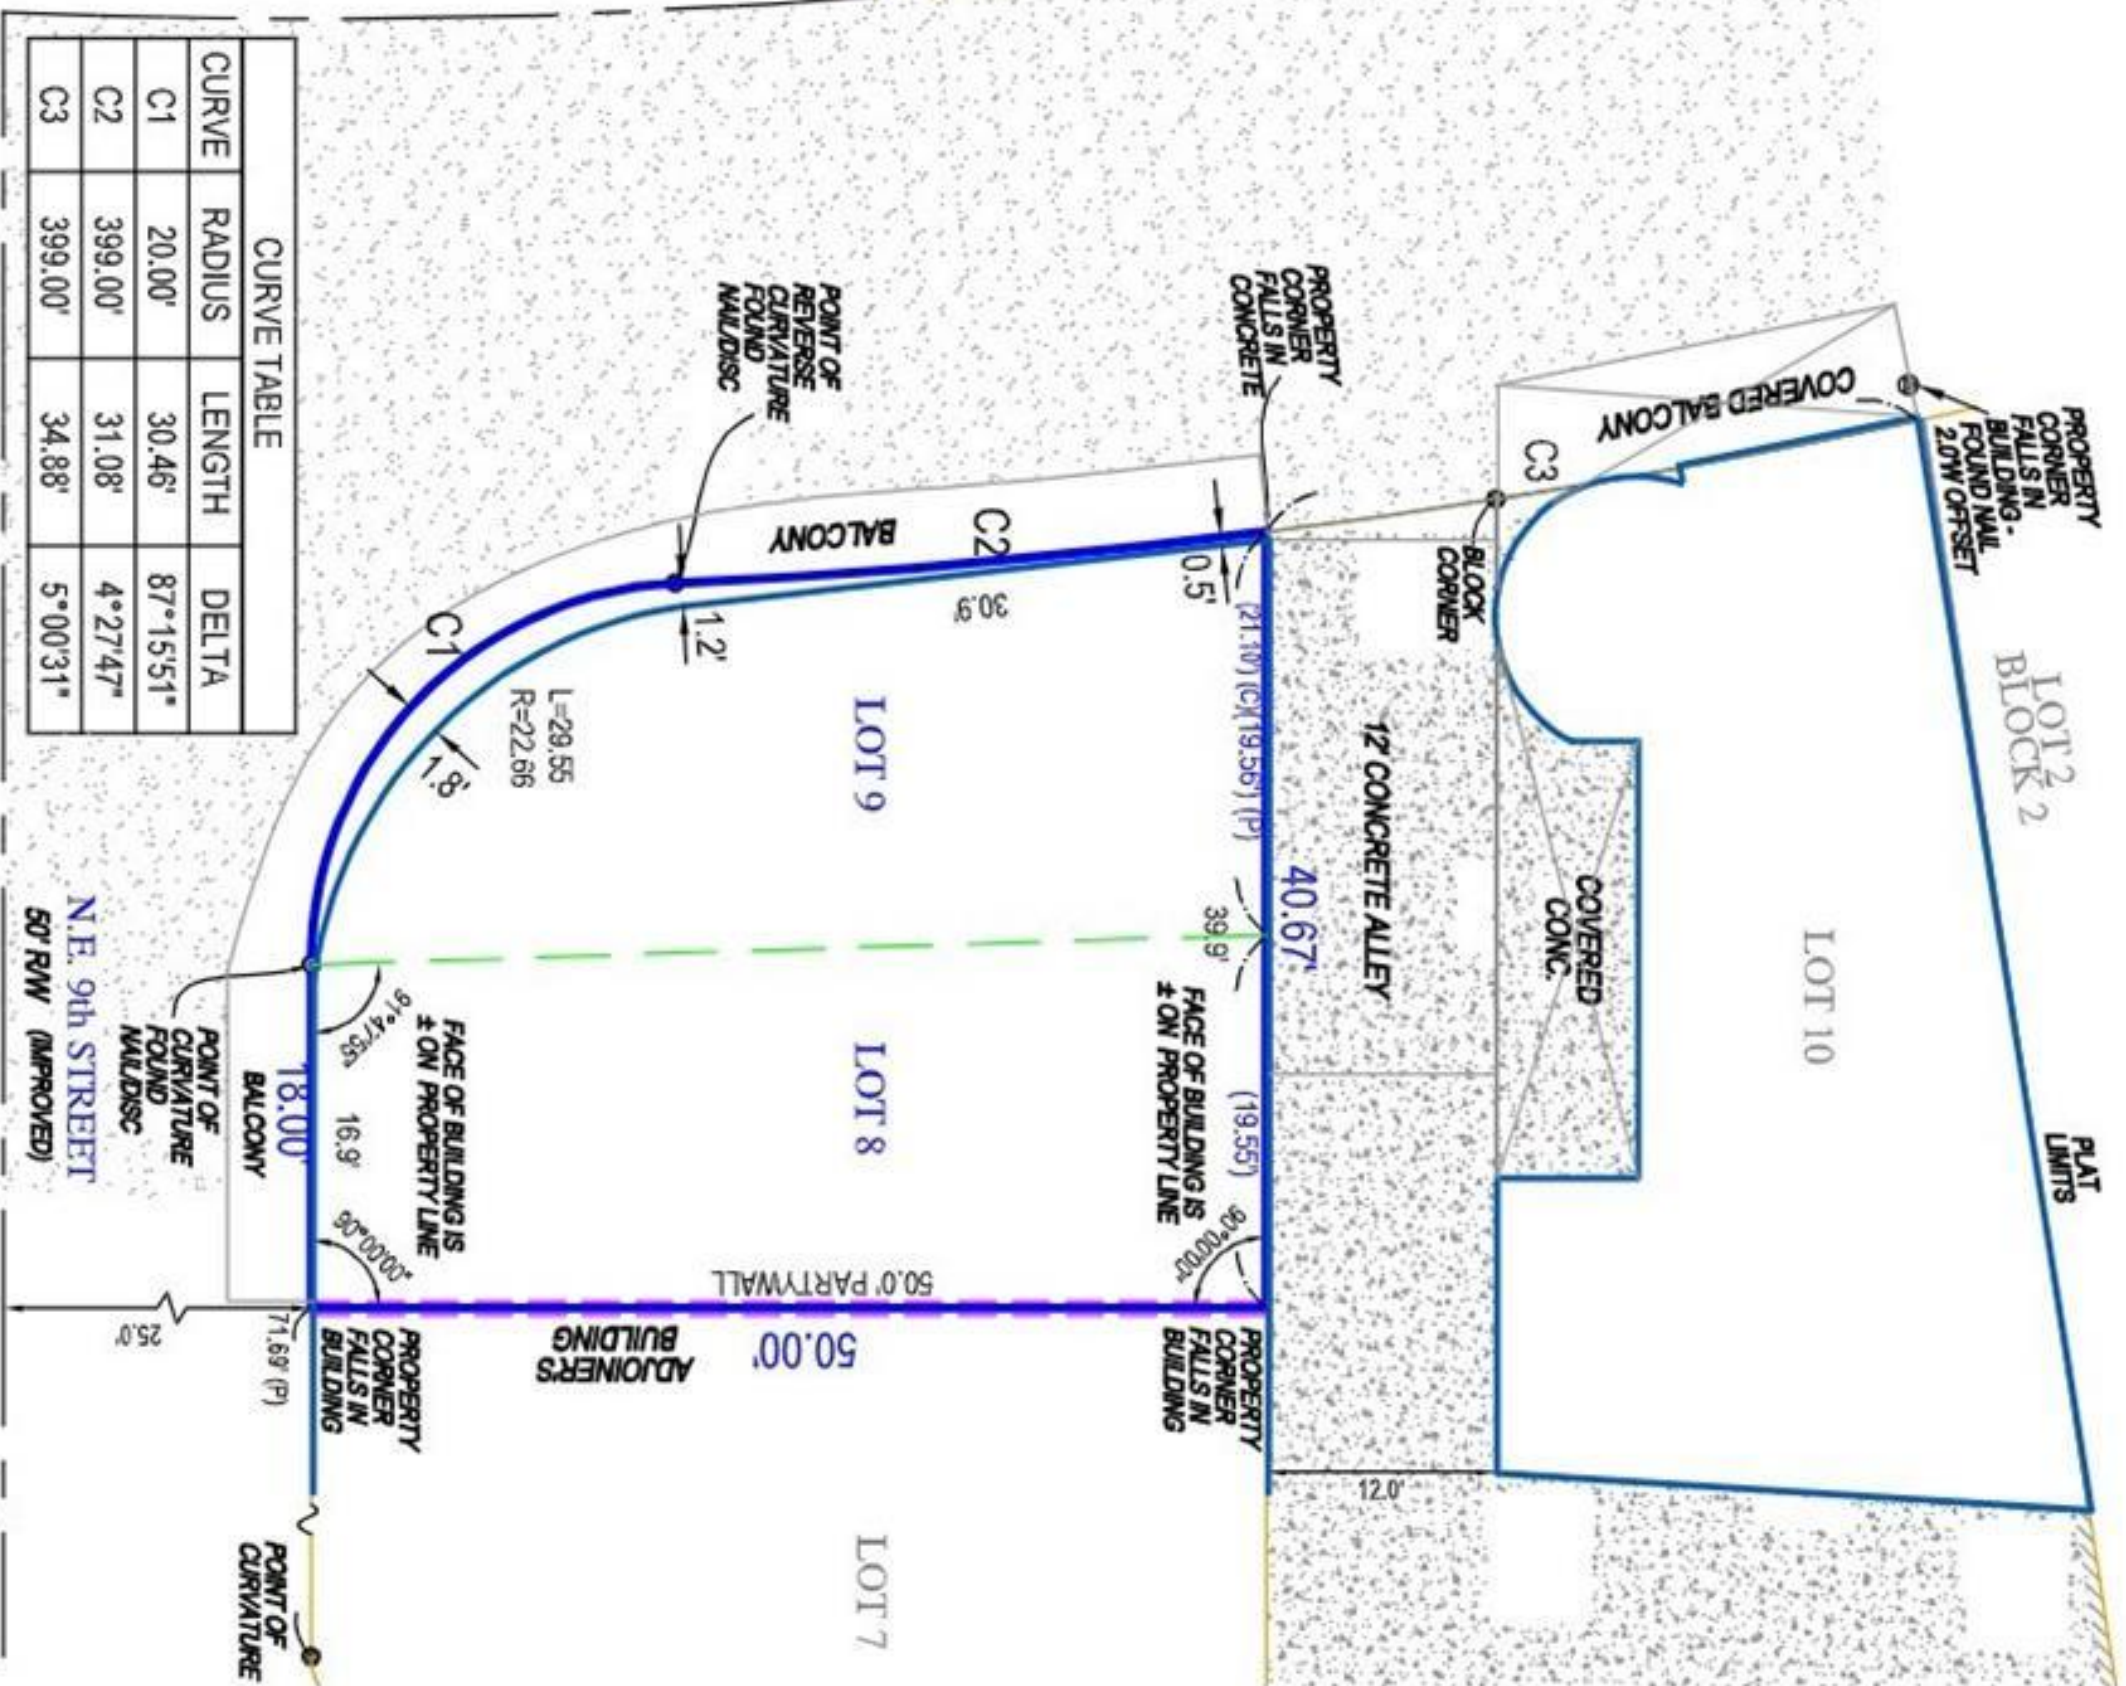 CURVE TABLE
CURVE RADIUS LENGTH DELTA
C1 20.00' 30.46' 87°15'51"
C2 399.00' 31.08' 4°27'47"
C3 399.00' 34.88' 5°00'31"
PROPERTY
CORNER
FALLS IN
BUILDING -
FOUND NAIL
2.0'W OFFSET
COVERED BALCONY
C3
LOT 2
BLOCK 2
PLAT
LIMITS
LOT 10
BLOCK
CORNER
COVERED
CONC.
12' CONCRETE ALLEY
12.0'
PROPERTY
CORNER
FALLS IN
CONCRETE
40.67'
(21.10') (C)(19.56') (P)
39.9'
(19.55')
0.5'
C2
BALCONY
30.9'
POINT OF
REVERSE
CURVATURE
FOUND
NAIL/DISC
1.2'
LOT 9
L=29.55
R=22.66
C1
1.8'
FACE OF BUILDING IS
± ON PROPERTY LINE
90°00'00"
LOT 8
50.0' PARTYWALL
50.00'
ADJOINER'S
BUILDING
PROPERTY
CORNER
FALLS IN
BUILDING
LOT 7
FACE OF BUILDING IS
± ON PROPERTY LINE
91°47'58"
16.9'
90°00'00"
18.00'
BALCONY
PROPERTY
CORNER
FALLS IN
BUILDING
71.69' (P)
25.0'
POINT OF
CURVATURE
FOUND
NAIL/DISC
POINT OF
CURVATURE
N.E. 9th STREET
50' R/W (IMPROVED)